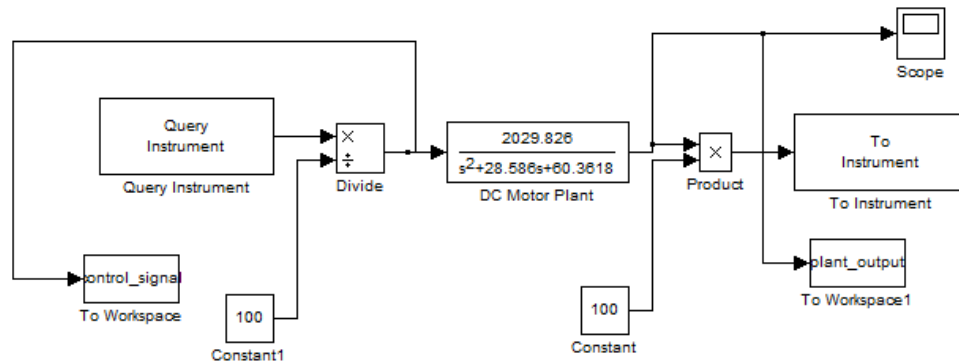 Scope
Query
Instrument
Query Instrument
×
÷
Divide
2029.826
s²+28.586s+60.3618
DC Motor Plant
×
Product
To
Instrument
To Instrument
control_signal
To Workspace
100
Constant1
100
Constant
plant_output
To Workspace1